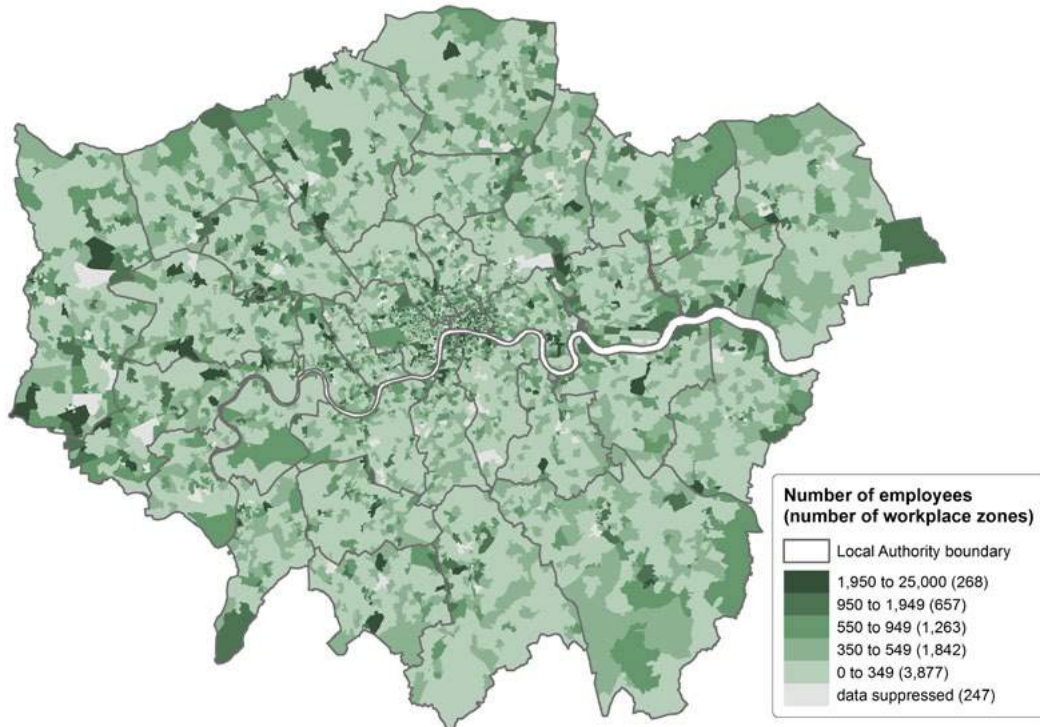 Number of employees
(number of workplace zones)
Local Authority boundary
1,950 to 25,000 (268)
950 to 1,949 (657)
550 to 949 (1,263)
350 to 549 (1,842)
0 to 349 (3,877)
data suppressed (247)